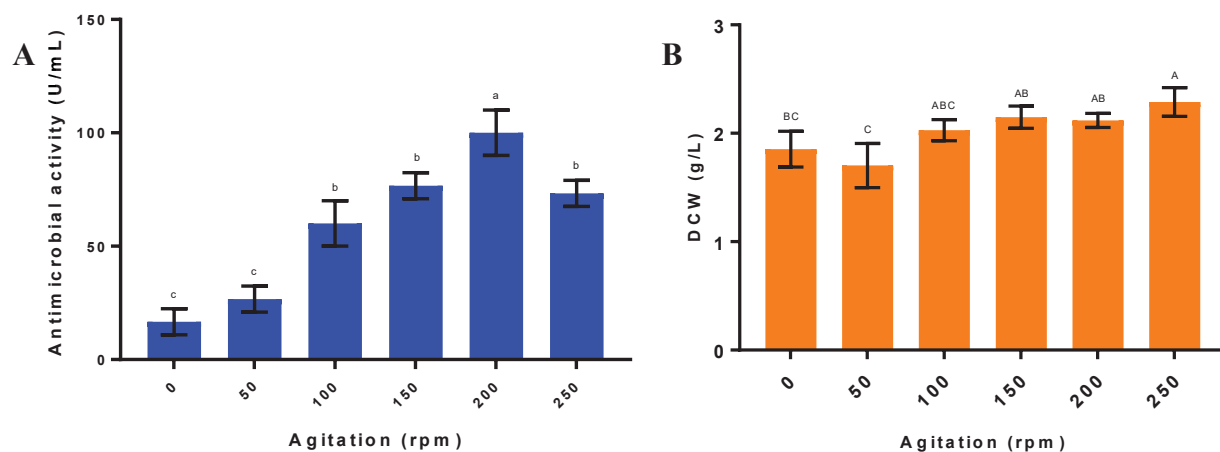 A
Antimicrobial activity (U/mL)
150
100
50
0
c
c
b
b
a
b
0
50
100
150
200
250
Agitation (rpm)
B
DCW (g/L)
3
2
1
0
BC
C
ABC
AB
AB
A
0
50
100
150
200
250
Agitation (rpm)